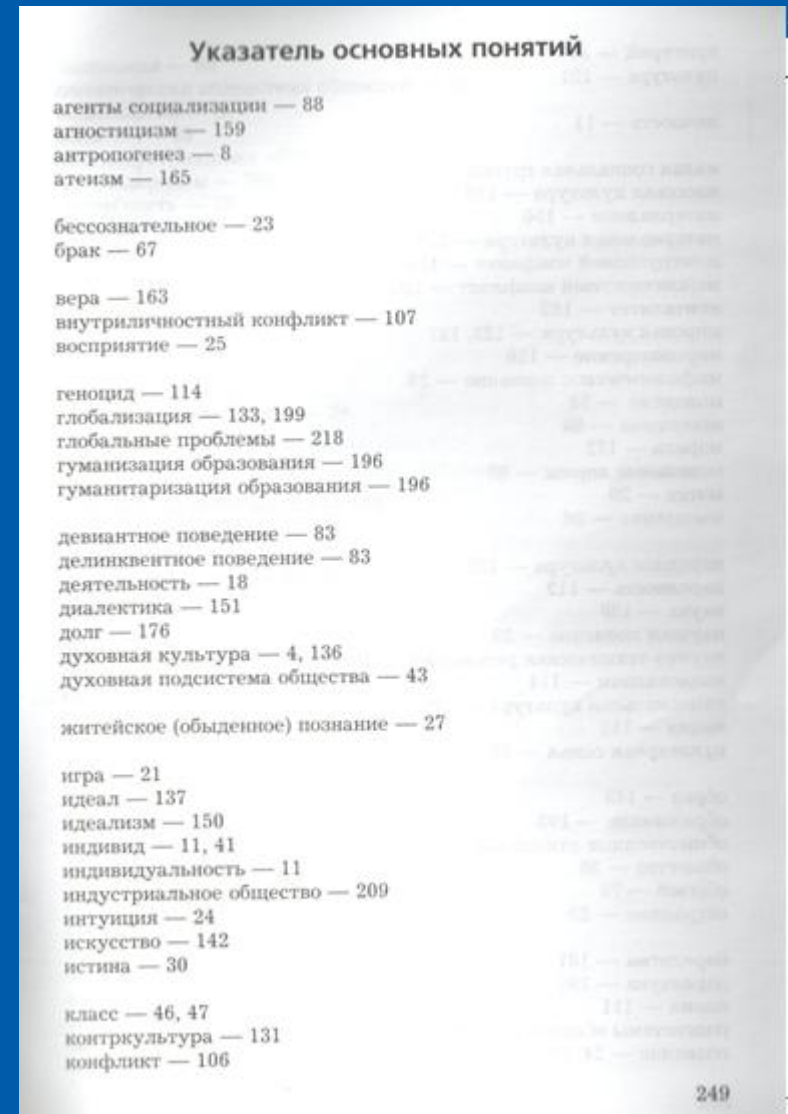 Указатель основных понятий
агенты социализации — 88
агностицизм — 159
антропогенез — 8
атеизм — 165
бессознательное — 23
брак — 67
вера — 163
внутриличностный конфликт — 107
восприятие — 25
геноцид — 114
глобализация — 133, 199
глобальные проблемы — 218
гуманизация образования — 196
гуманитаризация образования — 196
девиантное поведение — 83
делинквентное поведение — 83
деятельность — 18
диалектика — 151
долг — 176
духовная культура — 4, 136
духовная подсистема общества — 43
житейское (обыденное) познание — 27
игра — 21
идеал — 137
идеализм — 150
индивид — 11, 41
индивидуальность — 11
индустриальное общество — 209
интуиция — 24
искусство — 142
истина — 30
класс — 46, 47
контркультура — 131
конфликт — 106
249